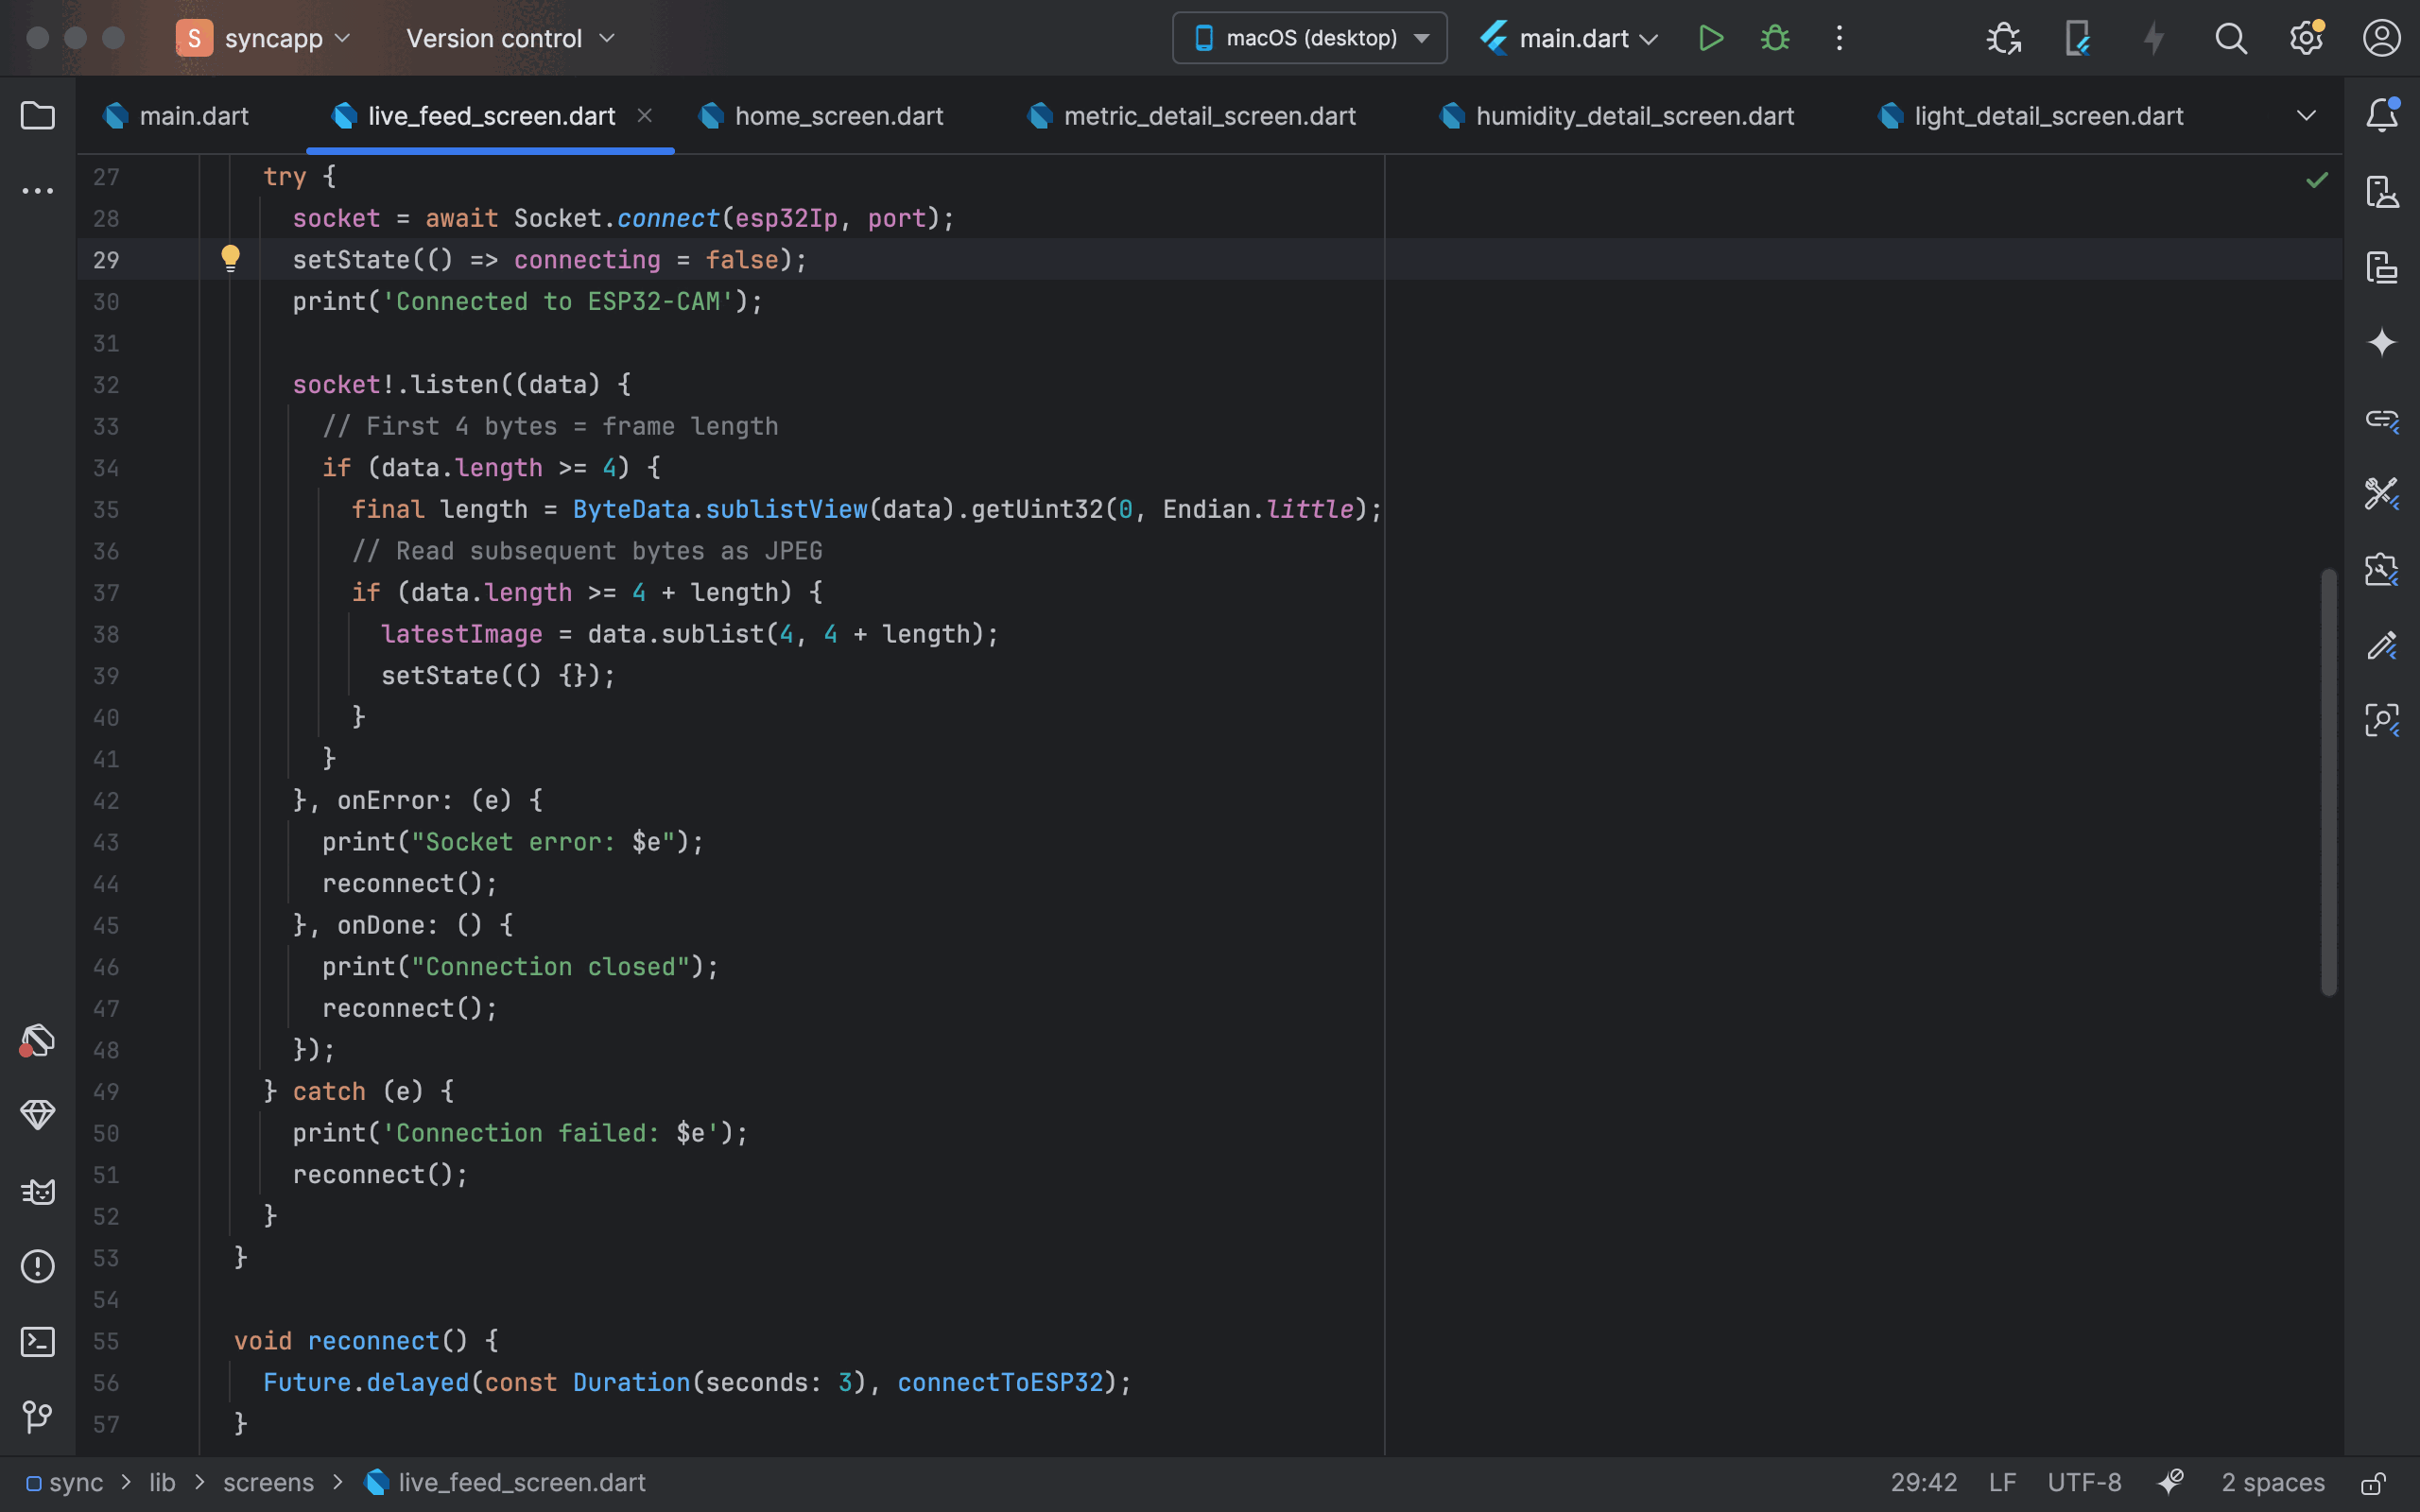 S syncapp Version control macOS (desktop) main.dart
main.dart live_feed_screen.dart home_screen.dart metric_detail_screen.dart humidity_detail_screen.dart light_detail_screen.dart
27 try {
28 socket = await Socket.connect(esp32Ip, port);
29 setState(() => connecting = false);
30 print('Connected to ESP32-CAM');
31
32 socket!.listen((data) {
33 // First 4 bytes = frame length
34 if (data.length >= 4) {
35 final length = ByteData.sublistView(data).getUint32(0, Endian.little);
36 // Read subsequent bytes as JPEG
37 if (data.length >= 4 + length) {
38 latestImage = data.sublist(4, 4 + length);
39 setState(() {});
40 }
41 }
42 }, onError: (e) {
43 print("Socket error: $e");
44 reconnect();
45 }, onDone: () {
46 print("Connection closed");
47 reconnect();
48 });
49 } catch (e) {
50 print('Connection failed: $e');
51 reconnect();
52 }
53 }
54
55 void reconnect() {
56 Future.delayed(const Duration(seconds: 3), connectToESP32);
57 }
sync > lib > screens > live_feed_screen.dart 29:42 LF UTF-8 2 spaces